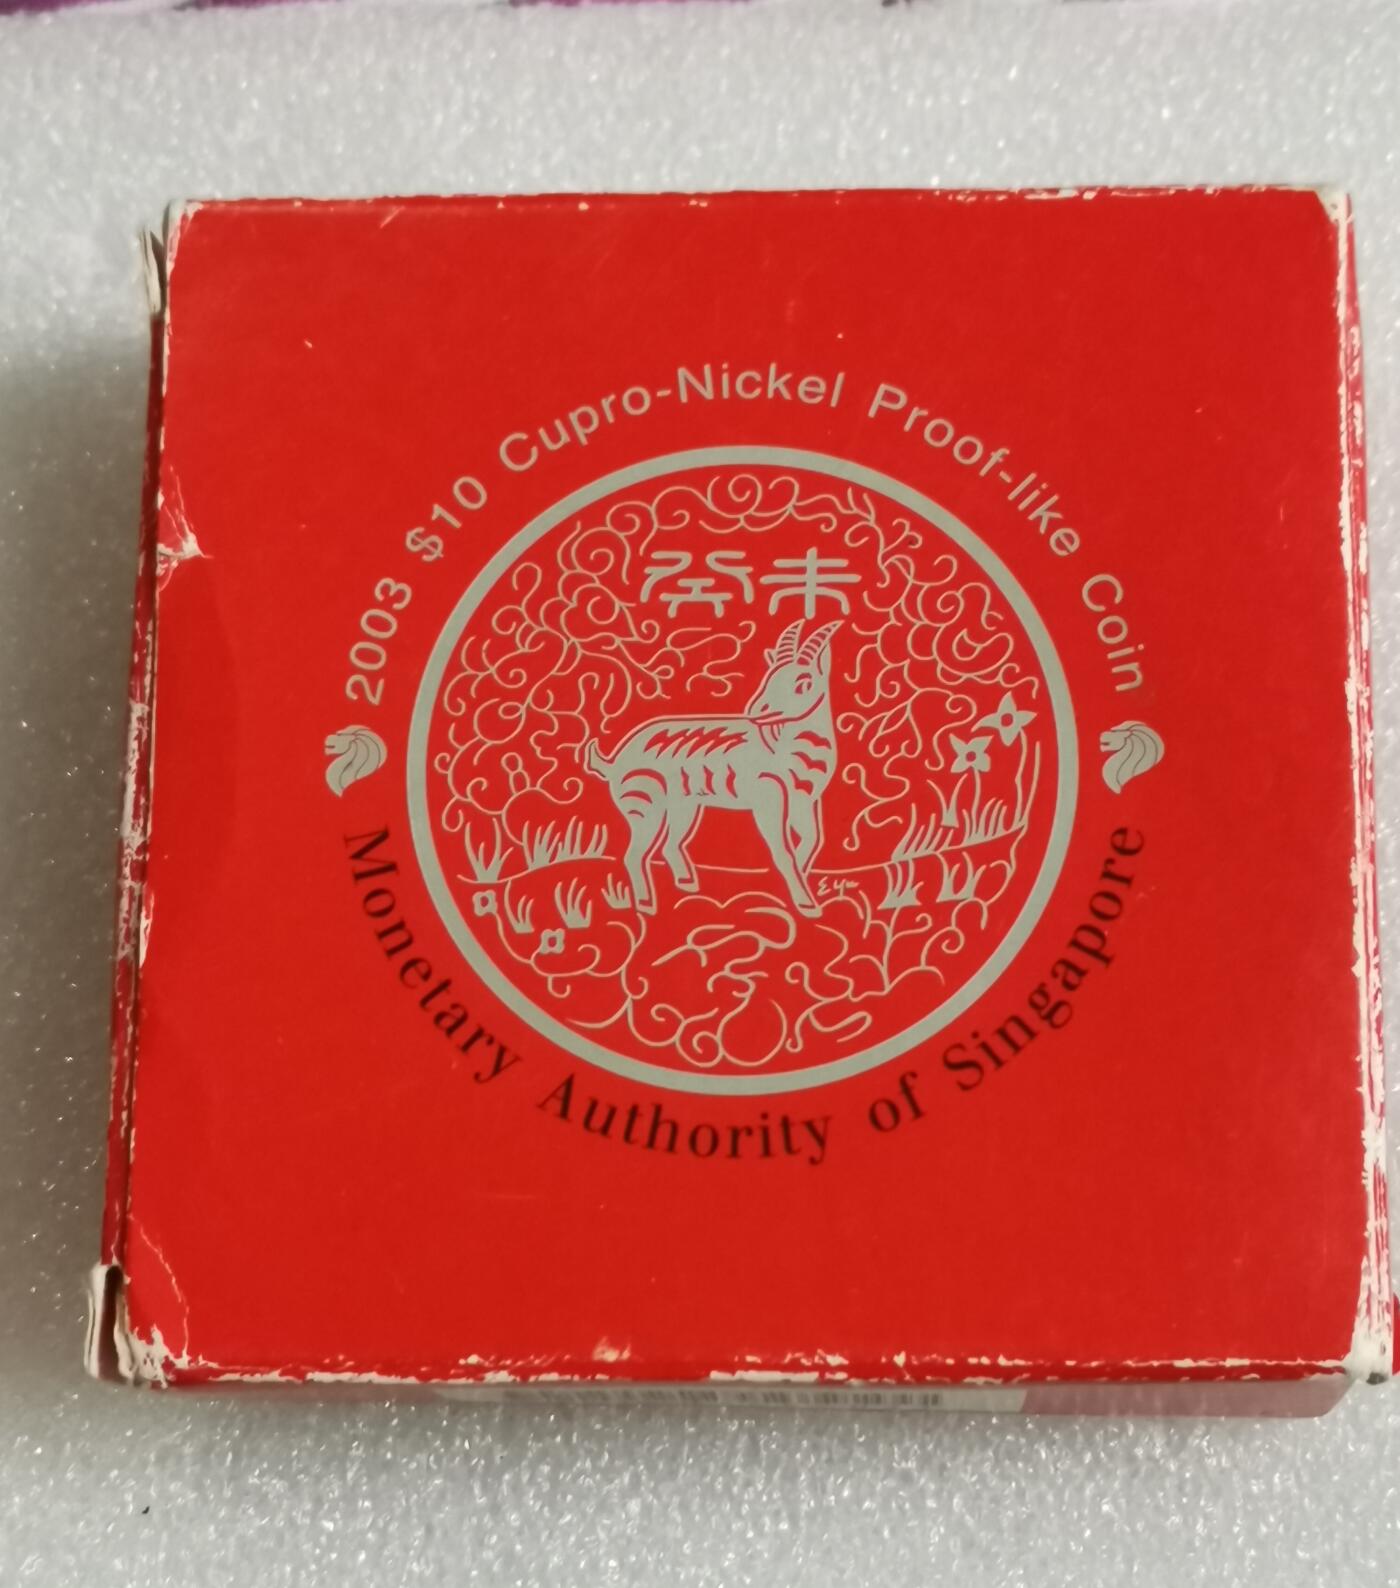 2003 $10 Cupro-Nickel Proof-like Coin
癸未
Monetary Authority of Singapore